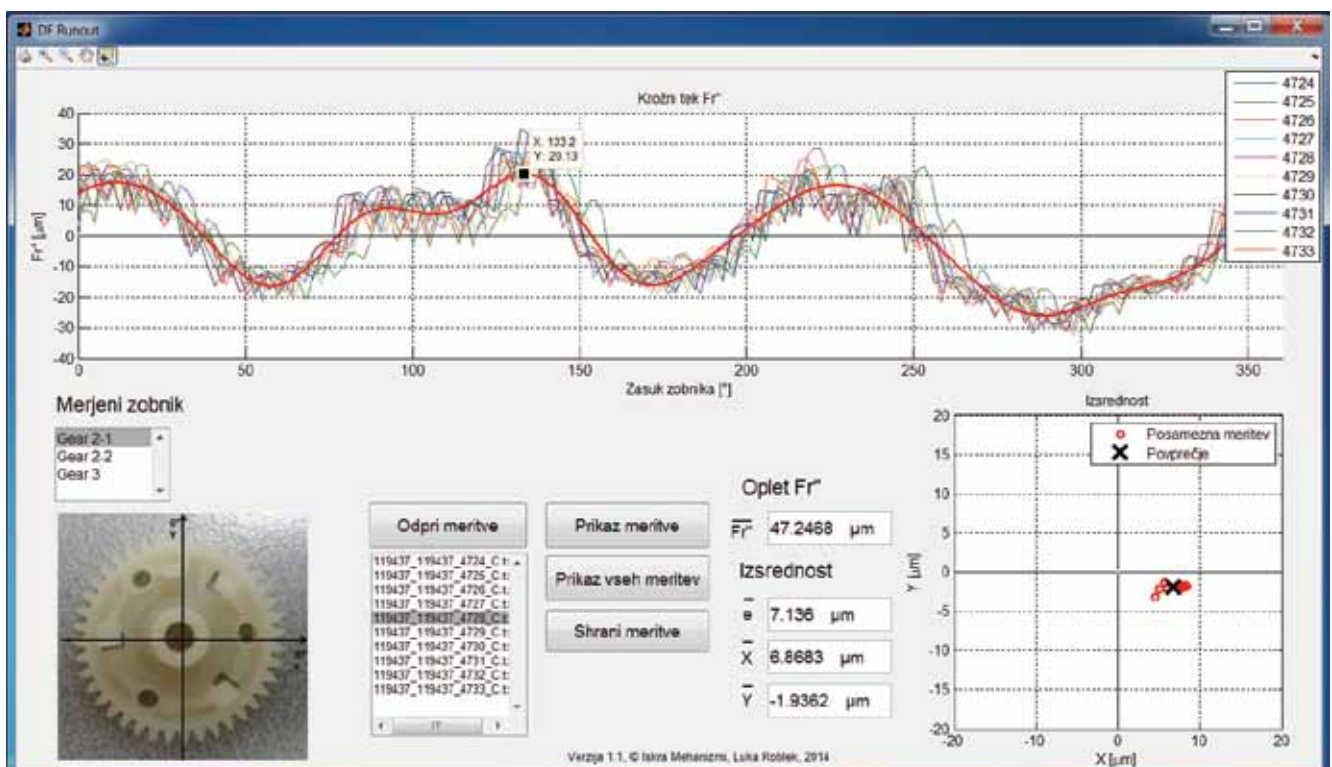 DF Runout
Krožni tek Fr"
4724
4725
4726
4727
4728
4729
4730
4731
4732
4733
X: 133.2
Y: 20.13
Fr" [µm]
40
30
20
10
0
-10
-20
-30
-40
0
50
100
150
200
250
300
350
Zasuk zobnika [°]
Merjeni zobnik
Gear 2-1
Gear 2-2
Gear 3
Odpri meritve
119437_119437_4724_C.t
119437_119437_4725_C.t
119437_119437_4726_C.t
119437_119437_4727_C.t
119437_119437_4728_C.t
119437_119437_4729_C.t
119437_119437_4730_C.t
119437_119437_4731_C.t
119437_119437_4732_C.t
119437_119437_4733_C.t
Prikaz meritve
Prikaz vseh meritev
Shrani meritve
Oplet Fr"
Fr" 47.2468 µm
Izsrednost
e 7.136 µm
X 6.8683 µm
Y -1.9362 µm
Izsrednost
Posamezna meritev
Povprečje
Y [µm]
20
15
10
5
0
-5
-10
-15
-20
-20
-10
0
10
20
X [µm]
Verzija 1.1, © Iskra Mehanizmi, Luka Roblek, 2014